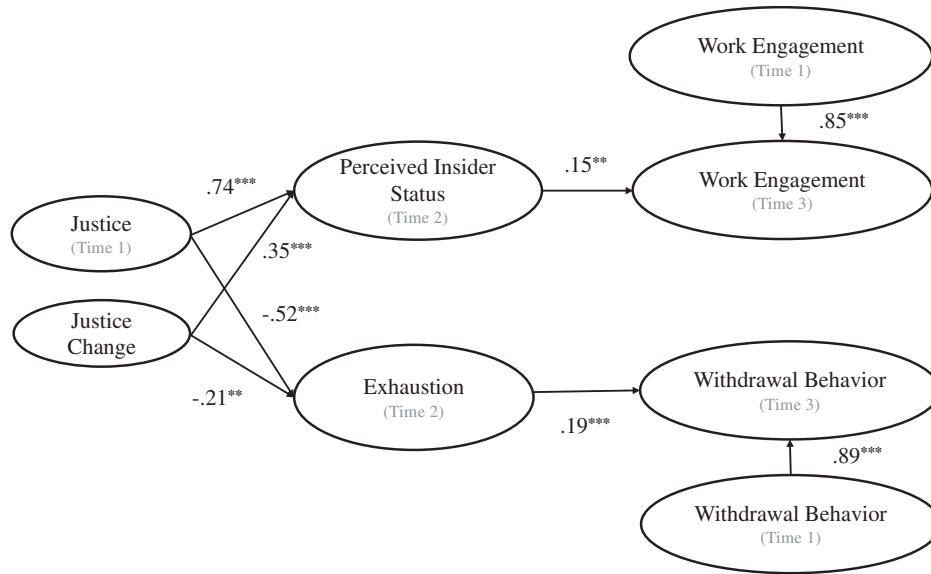 Work Engagement
(Time 1)
.85***
Perceived Insider
Status
(Time 2)
.15**
Work Engagement
(Time 3)
.74***
Justice
(Time 1)
.35***
-.52***
Justice
Change
-.21**
Exhaustion
(Time 2)
.19***
Withdrawal Behavior
(Time 3)
.89***
Withdrawal Behavior
(Time 1)